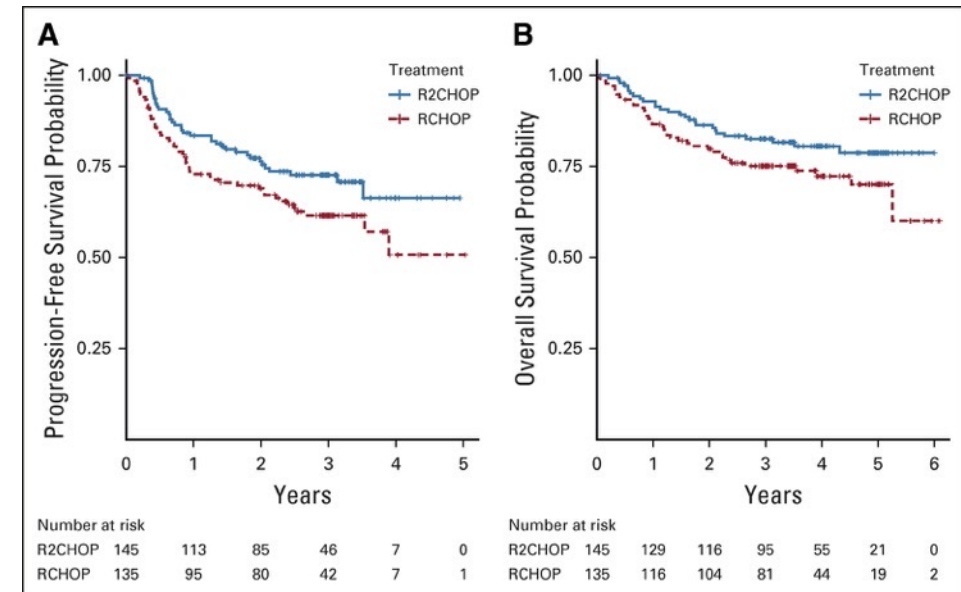 A
Progression-Free Survival Probability
1.00
0.75
0.50
0.25
Treatment
R2CHOP
RCHOP
0 1 2 3 4 5
Years
Number at risk
R2CHOP 145 113 85 46 7 0
RCHOP 135 95 80 42 7 1
B
Overall Survival Probability
1.00
0.75
0.50
0.25
Treatment
R2CHOP
RCHOP
0 1 2 3 4 5 6
Years
Number at risk
R2CHOP 145 129 116 95 55 21 0
RCHOP 135 116 104 81 44 19 2